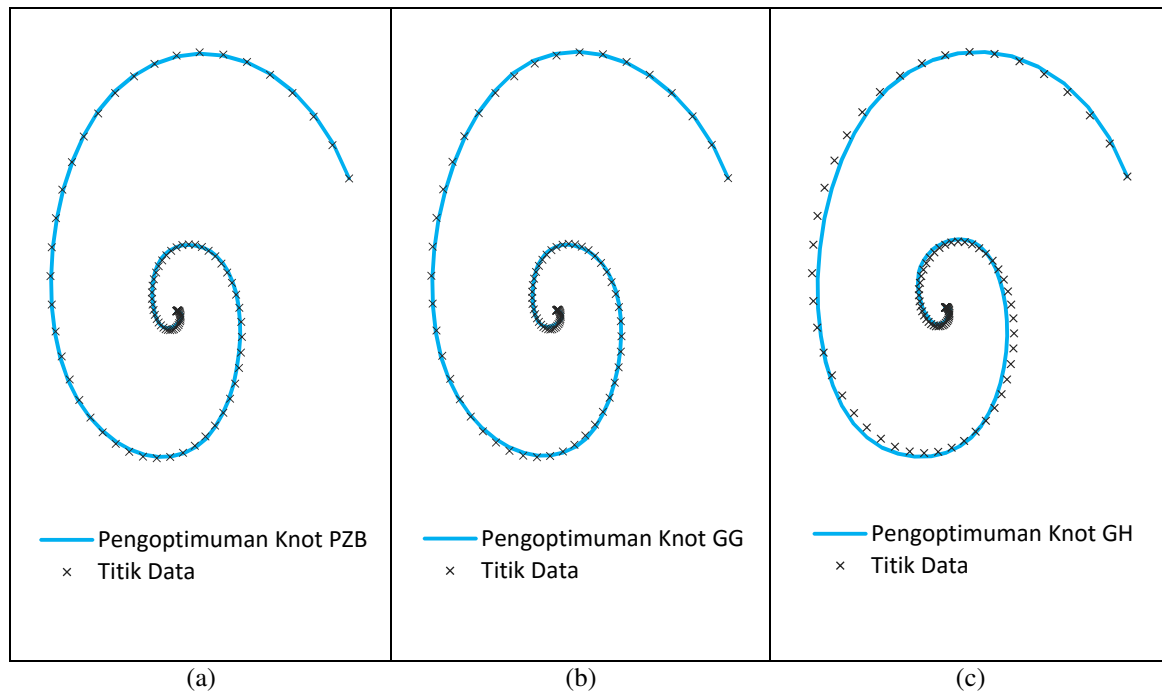 Pengoptimuman Knot PZB
Titik Data
Pengoptimuman Knot GG
Titik Data
Pengoptimuman Knot GH
Titik Data
(a)
(b)
(c)